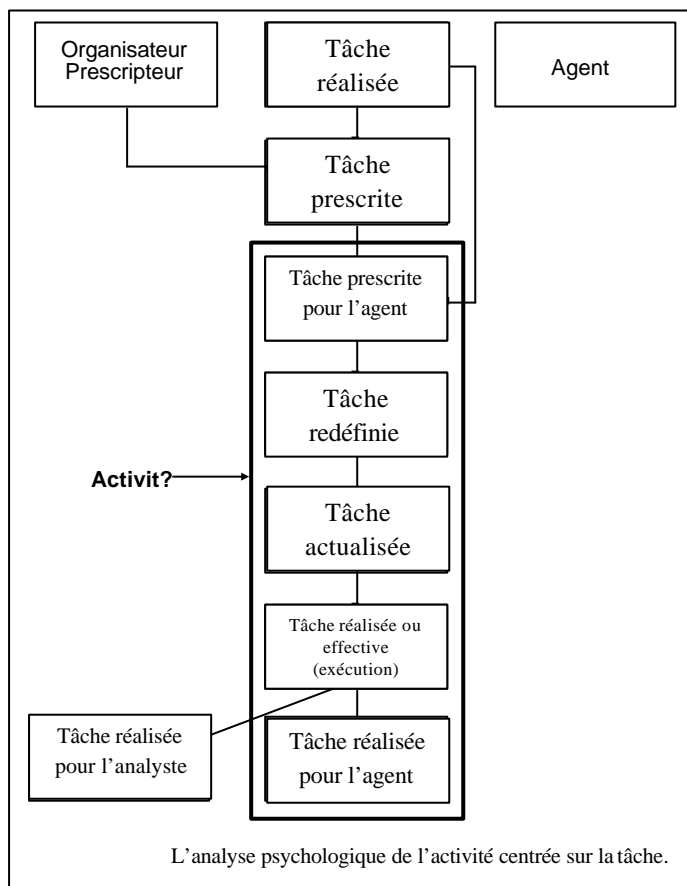 Organisateur
Prescripteur
Tâche
réalisée
Agent
Tâche
prescrite
Tâche prescrite
pour l’agent
Tâche
redéfinie
Activit?
Tâche
actualisée
Tâche réalisée ou
effective
(exécution)
Tâche réalisée
pour l’analyste
Tâche réalisée
pour l’agent
L’analyse psychologique de l’activité centrée sur la tâche.